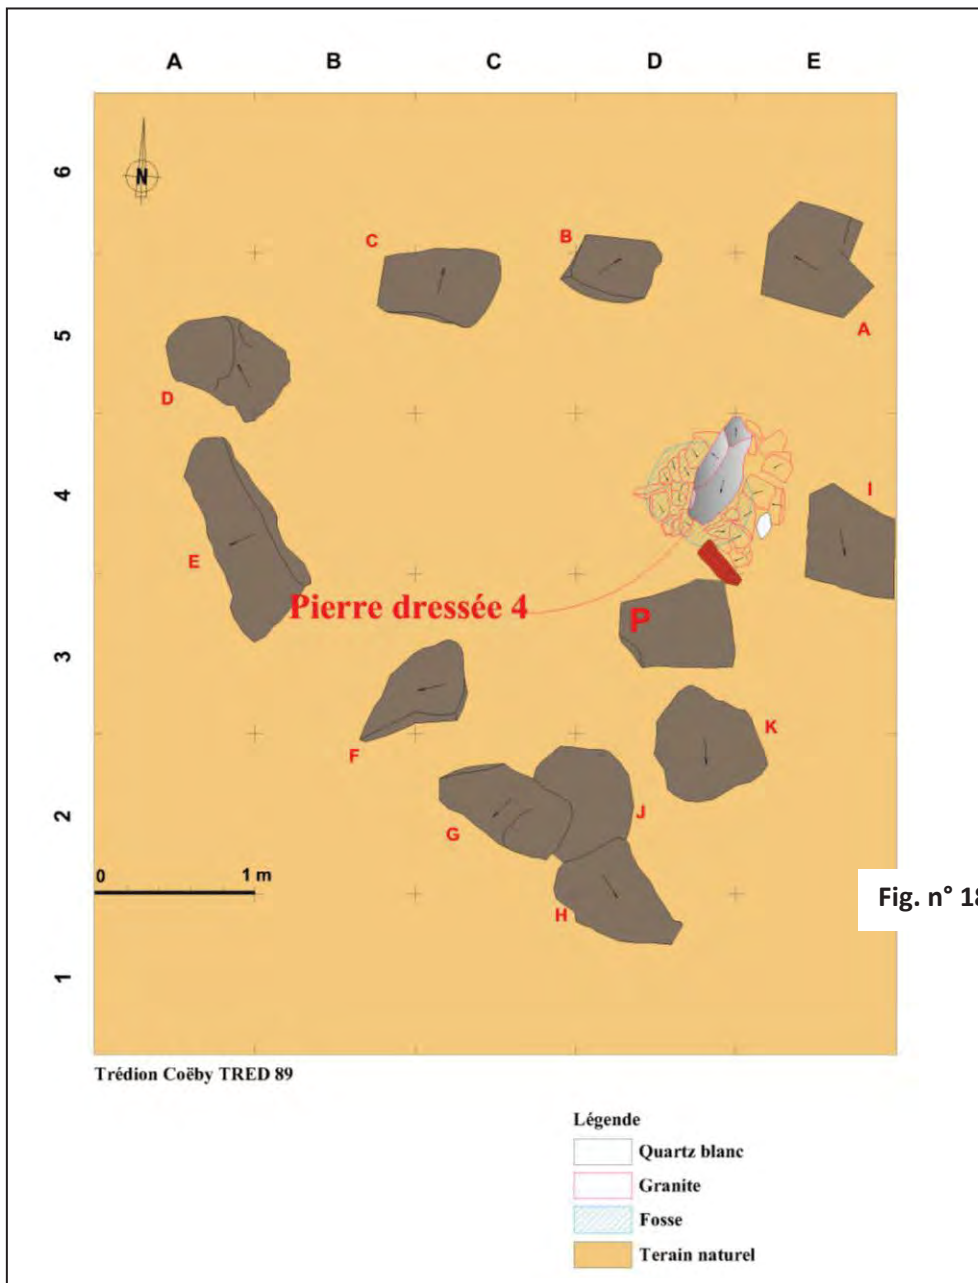 A B C D E
6
N
C
B
A
5
D
4
I
E
Pierre dressée 4
P
3
K
F
2
J
G
0 1 m
H
Fig. n° 18
1
Trédion Coëby TRED 89
Légende
Quartz blanc
Granite
Fosse
Terain naturel